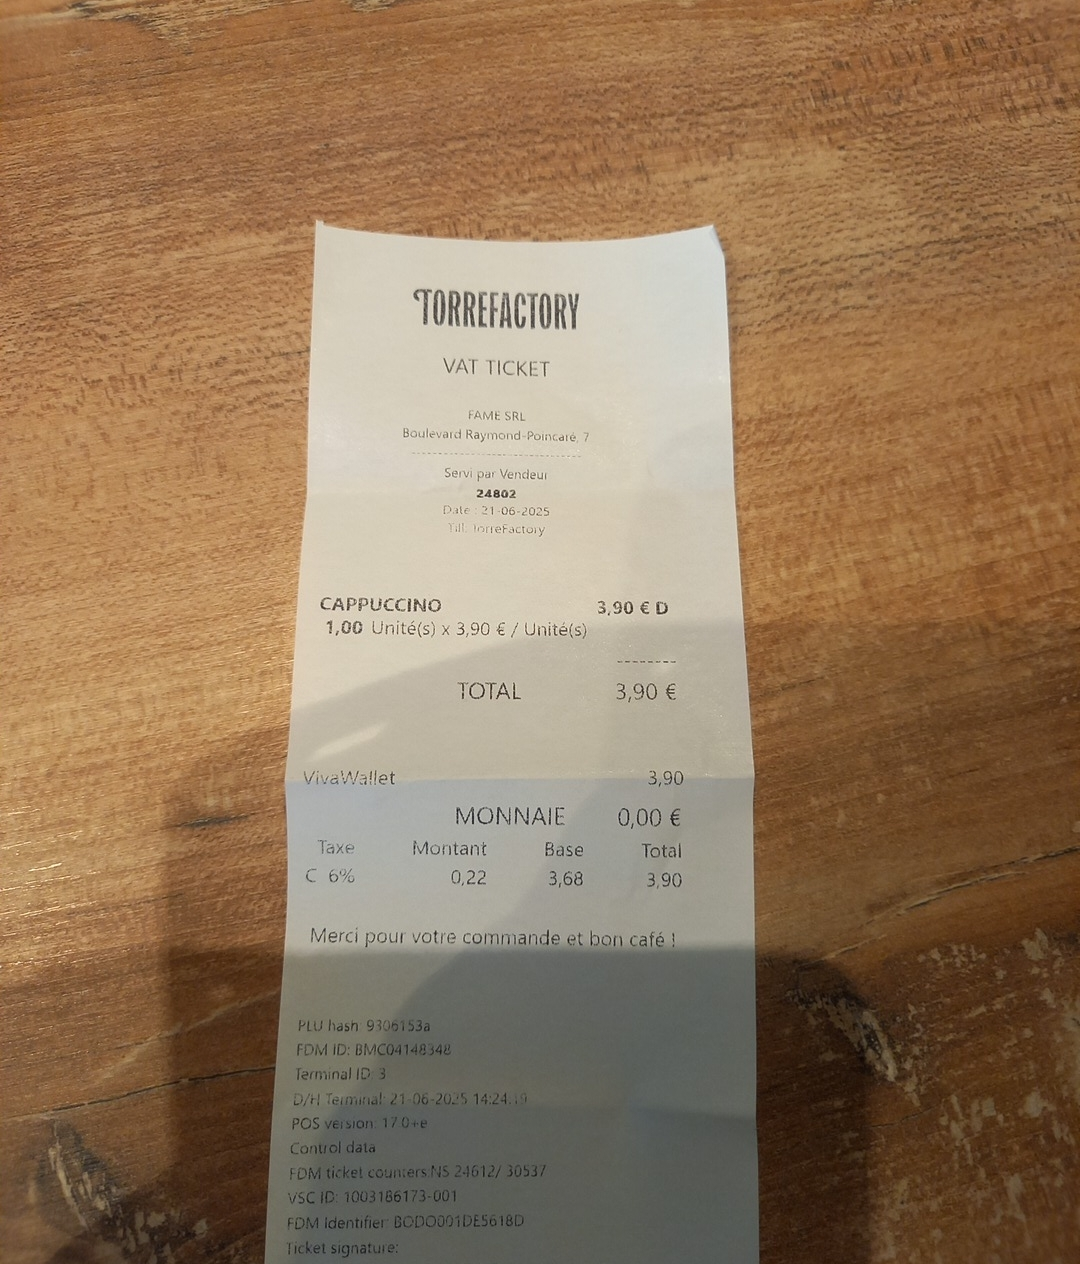 TORREFACTORY
VAT TICKET
FAME SRL
Boulevard Raymond-Poincaré, 7
Servi par Vendeur
24802
Date : 21-06-2025
Till: TorreFactory
CAPPUCCINO 3,90 € D
1,00 Unité(s) x 3,90 € / Unité(s)
--------
TOTAL 3,90 €
VivaWallet 3,90
MONNAIE 0,00 €
Taxe Montant Base Total
C 6% 0,22 3,68 3,90
Merci pour votre commande et bon café !
PLU hash: 9306153a
FDM ID: BMC04148348
Terminal ID: 3
D/H Terminal: 21-06-2025 14:24:19
POS version: 17.0+e
Control data
FDM ticket counters:NS 24612/ 30537
VSC ID: 1003186173-001
FDM Identifier: BODO001DE5618D
Ticket signature: